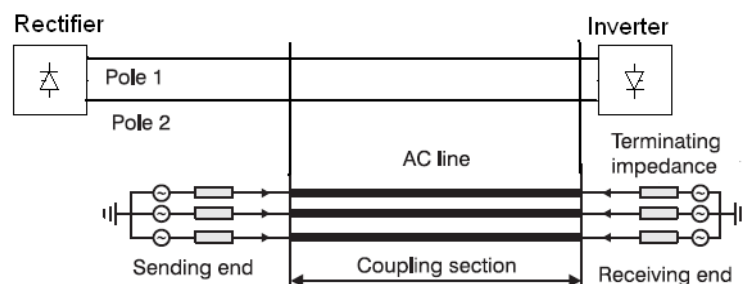 Rectifier
Inverter
Pole 1
Pole 2
AC line
Terminating
impedance
Sending end
Coupling section
Receiving end